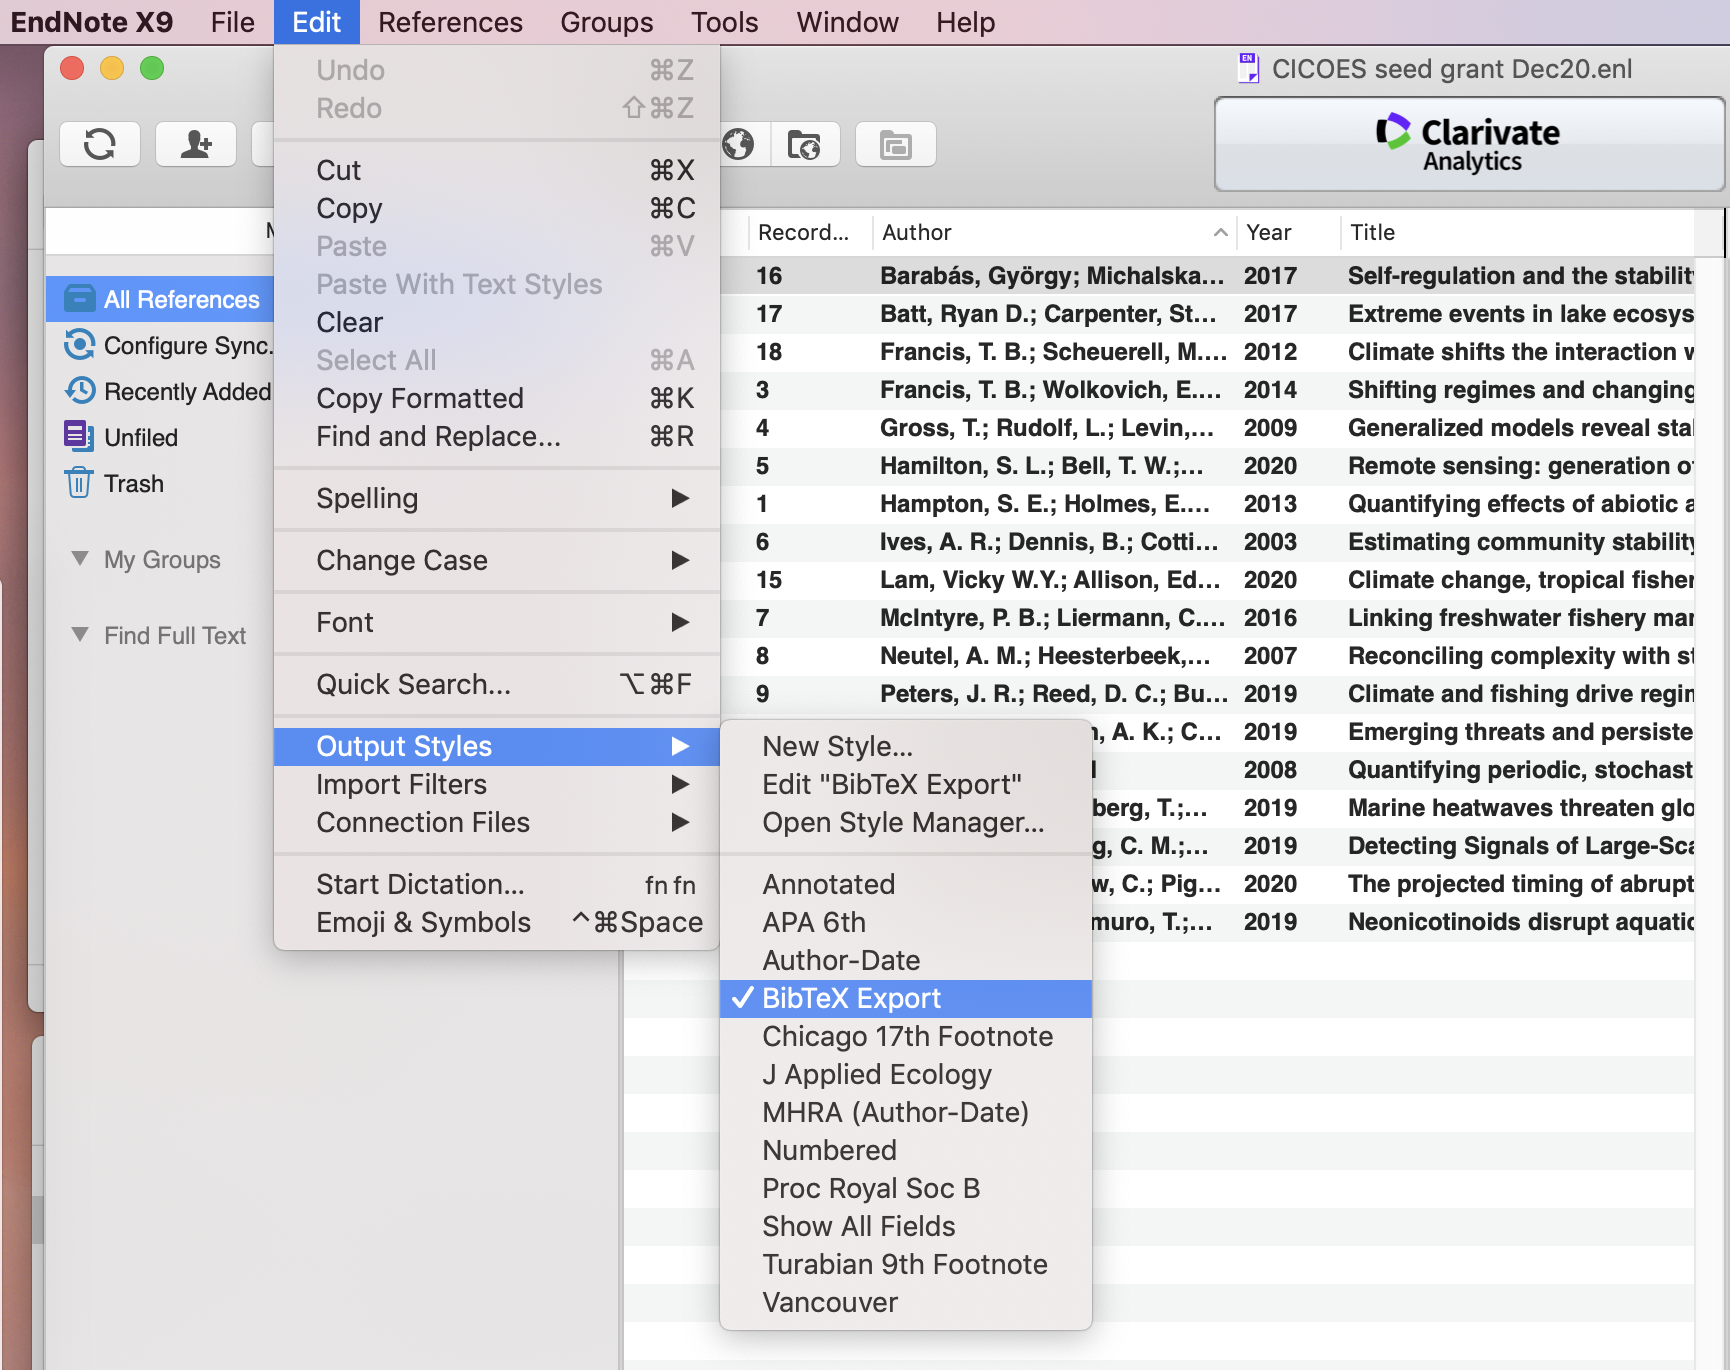 EndNote X9 File Edit References Groups Tools Window Help
CICOES seed grant Dec20.enl
Clarivate
Analytics
Undo ⌘Z
Redo ⇧⌘Z
Cut ⌘X
Copy ⌘C
Paste ⌘V
Paste With Text Styles
Clear
Select All ⌘A
Copy Formatted ⌘K
Find and Replace... ⌘R
Spelling
Change Case
Font
Quick Search... ⌥⌘F
Output Styles
Import Filters
Connection Files
Start Dictation... fn fn
Emoji & Symbols ^⌘Space
All References
Configure Sync.
Recently Added
Unfiled
Trash
My Groups
Find Full Text
Record... Author Year Title
16 Barabás, György; Michalska... 2017 Self-regulation and the stability
17 Batt, Ryan D.; Carpenter, St... 2017 Extreme events in lake ecosys
18 Francis, T. B.; Scheuerell, M.... 2012 Climate shifts the interaction
3 Francis, T. B.; Wolkovich, E.... 2014 Shifting regimes and changing
4 Gross, T.; Rudolf, L.; Levin,... 2009 Generalized models reveal sta
5 Hamilton, S. L.; Bell, T. W.;... 2020 Remote sensing: generation of
1 Hampton, S. E.; Holmes, E.... 2013 Quantifying effects of abiotic a
6 Ives, A. R.; Dennis, B.; Cotti... 2003 Estimating community stability
15 Lam, Vicky W.Y.; Allison, Ed... 2020 Climate change, tropical fisher
7 McIntyre, P. B.; Liermann, C.... 2016 Linking freshwater fishery mar
8 Neutel, A. M.; Heesterbeek,... 2007 Reconciling complexity with st
9 Peters, J. R.; Reed, D. C.; Bu... 2019 Climate and fishing drive regin
, A. K.; C... 2019 Emerging threats and persiste
2008 Quantifying periodic, stochast
berg, T.;... 2019 Marine heatwaves threaten glo
g, C. M.;... 2019 Detecting Signals of Large-Sca
w, C.; Pig... 2020 The projected timing of abrupt
muro, T.;... 2019 Neonicotinoids disrupt aquatic
New Style...
Edit "BibTeX Export"
Open Style Manager...
Annotated
APA 6th
Author-Date
✓ BibTeX Export
Chicago 17th Footnote
J Applied Ecology
MHRA (Author-Date)
Numbered
Proc Royal Soc B
Show All Fields
Turabian 9th Footnote
Vancouver